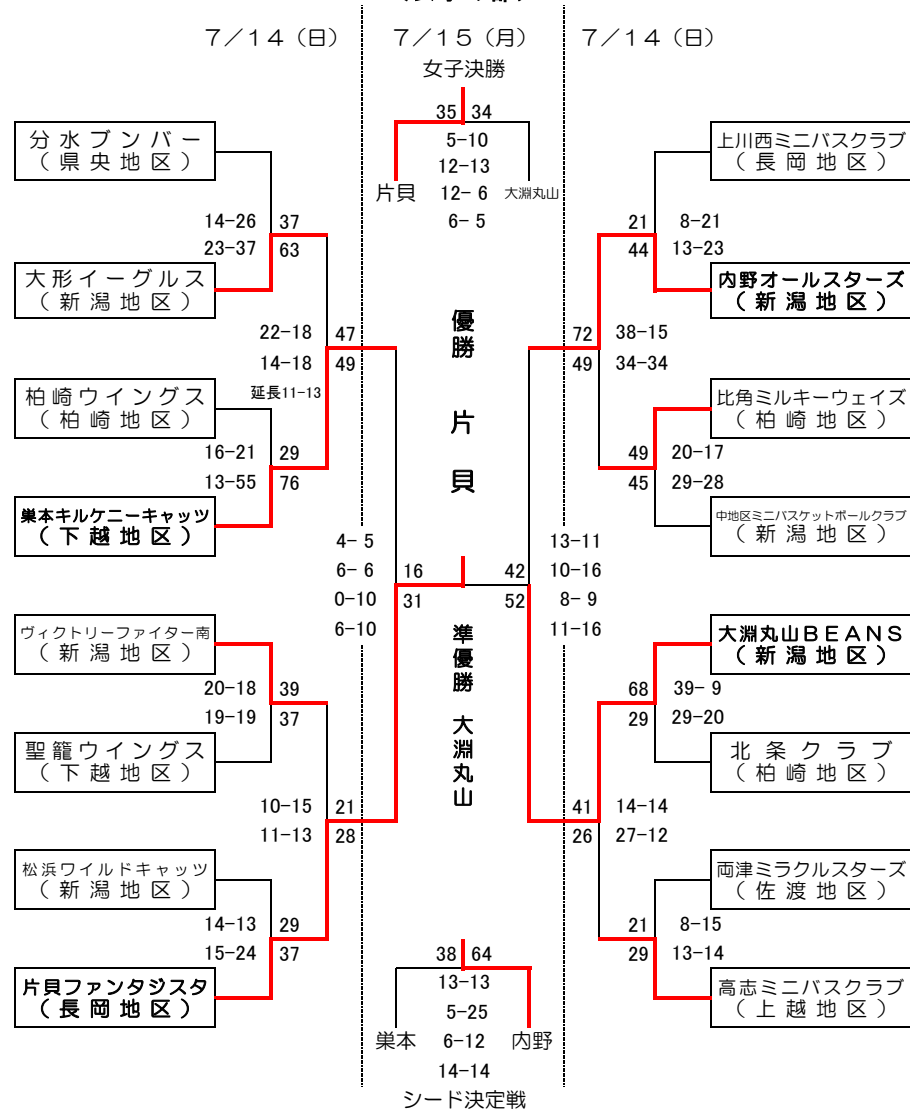 7／14（日）
7／15（月）
7／14（日）
女子決勝
35 34
5-10
12-13
12- 6
6- 5
片貝
大淵丸山
分水ブンバー
（県央地区）
14-26 37
23-37 63
大形イーグルス
（新潟地区）
22-18 47
14-18 49
延長11-13
柏崎ウイングス
（柏崎地区）
16-21 29
13-55 76
巣本キルケニーキャッツ
（下越地区）
4- 5
6- 6
0-10
6-10
16
31
ヴィクトリーファイター南
（新潟地区）
20-18 39
19-19 37
聖籠ウイングス
（下越地区）
10-15 21
11-13 28
松浜ワイルドキャッツ
（新潟地区）
14-13 29
15-24 37
片貝ファンタジスタ
（長岡地区）
優勝 片貝
準優勝 大淵丸山
上川西ミニバスクラブ
（長岡地区）
21 8-21
44 13-23
内野オールスターズ
（新潟地区）
72 38-15
49 34-34
比角ミルキーウェイズ
（柏崎地区）
49 20-17
45 29-28
中地区ミニバスケットボールクラブ
（新潟地区）
42
52
13-11
10-16
8- 9
11-16
大淵丸山BEANS
（新潟地区）
68 39- 9
29 29-20
北条クラブ
（柏崎地区）
41 14-14
26 27-12
両津ミラクルスターズ
（佐渡地区）
21 8-15
29 13-14
高志ミニバスクラブ
（上越地区）
38 64
13-13
5-25
6-12
14-14
巣本
内野
シード決定戦